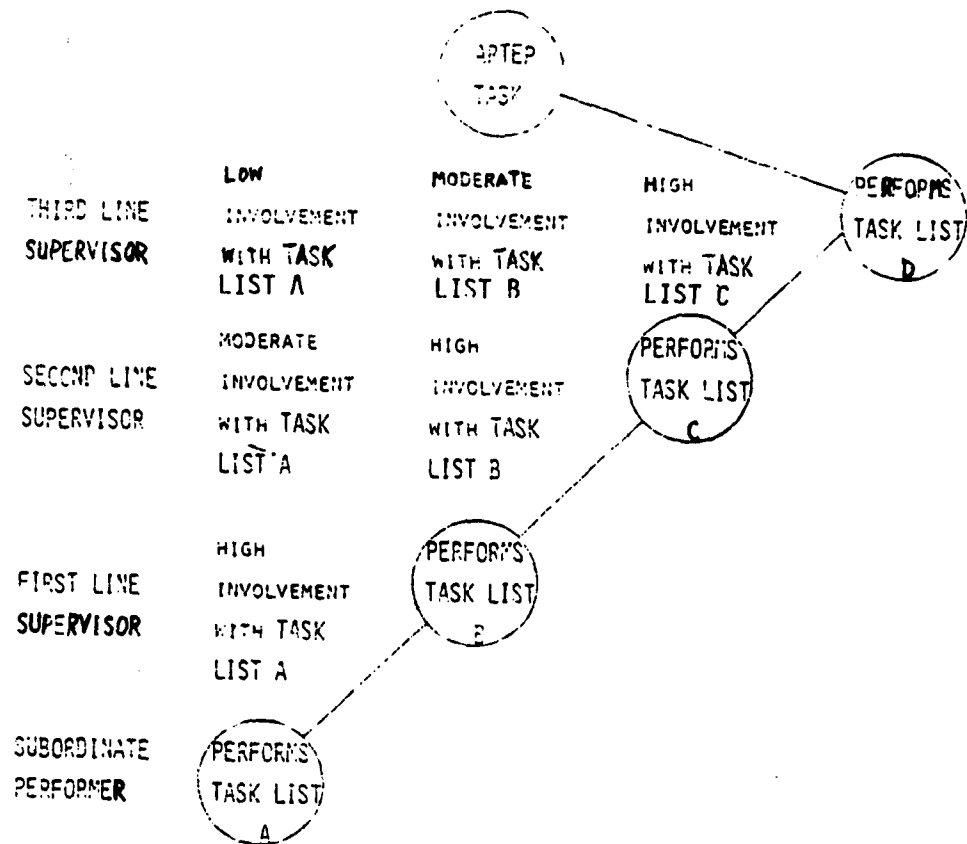 ARTEP
TASK
THIRD LINE
SUPERVISOR
LOW
INVOLVEMENT
WITH TASK
LIST A
MODERATE
INVOLVEMENT
WITH TASK
LIST B
HIGH
INVOLVEMENT
WITH TASK
LIST C
PERFORMS
TASK LIST
D
SECOND LINE
SUPERVISOR
MODERATE
INVOLVEMENT
WITH TASK
LIST A
HIGH
INVOLVEMENT
WITH TASK
LIST B
PERFORMS
TASK LIST
C
FIRST LINE
SUPERVISOR
HIGH
INVOLVEMENT
WITH TASK
LIST A
PERFORMS
TASK LIST
B
SUBORDINATE
PERFORMER
PERFORMS
TASK LIST
A